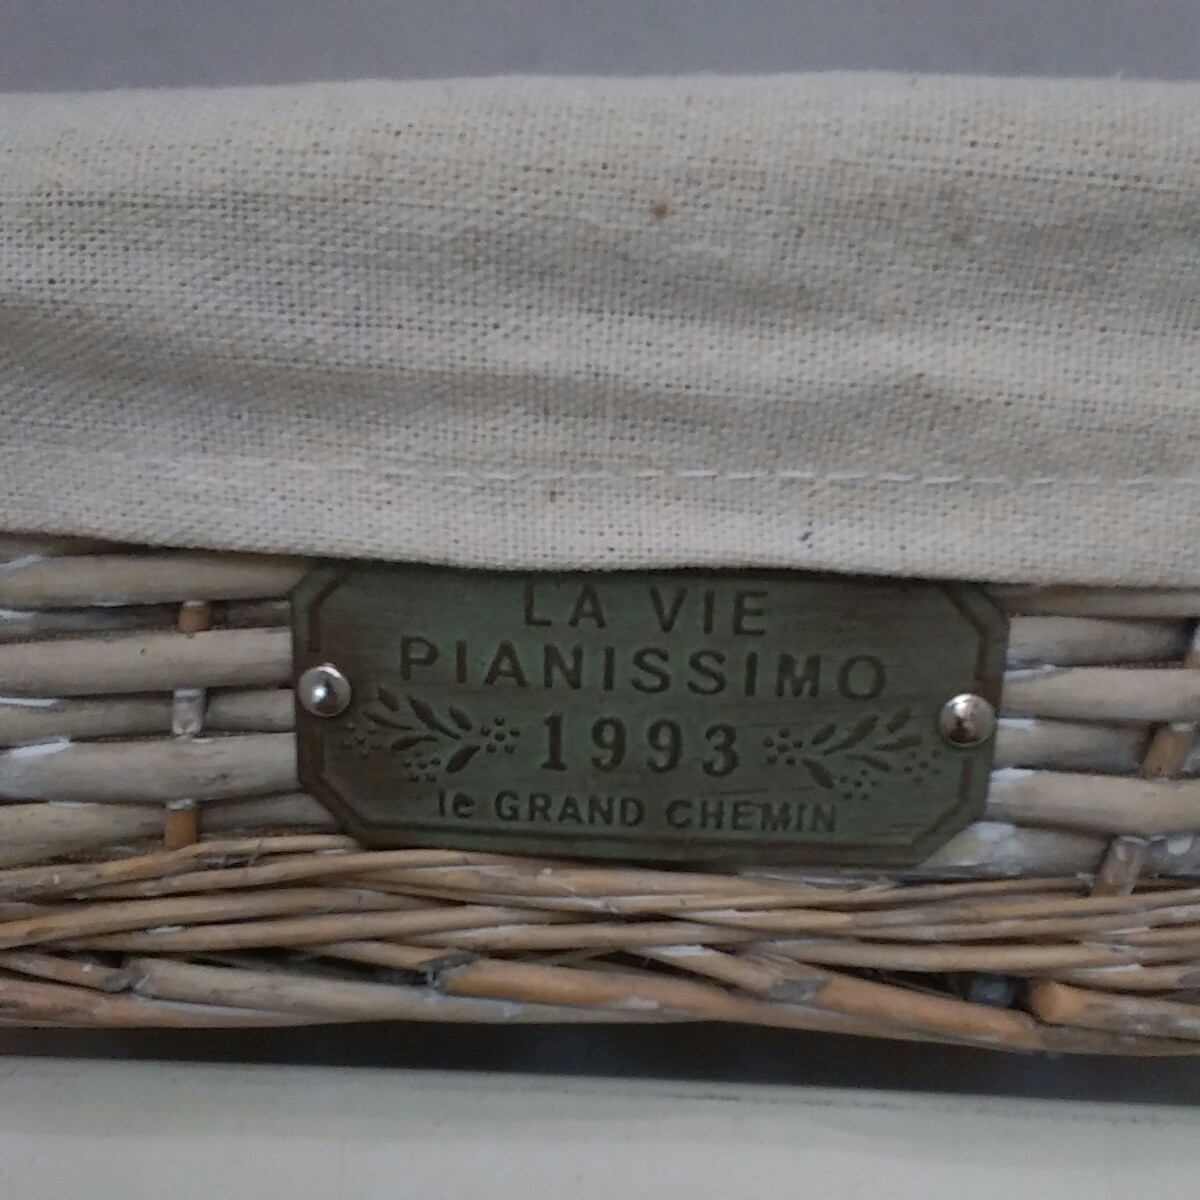 LA VIE
PIANISSIMO
1993
le GRAND CHEMIN